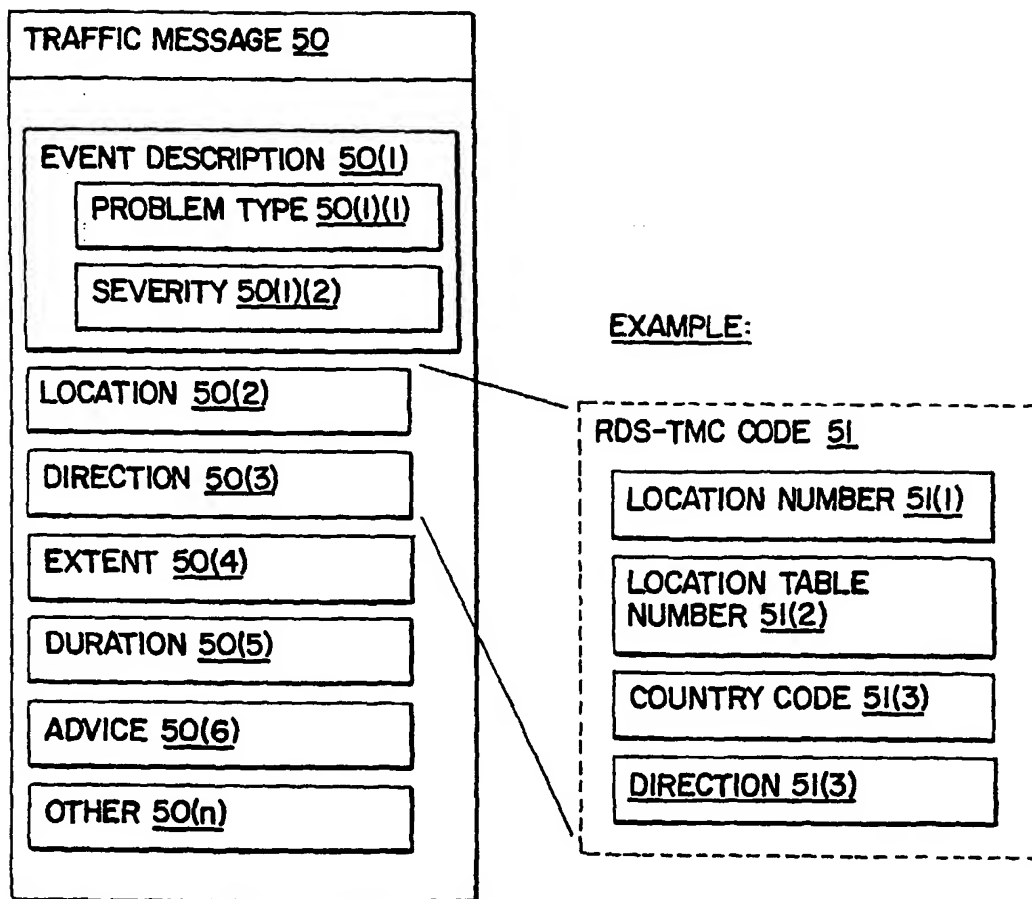 TRAFFIC MESSAGE 50
EVENT DESCRIPTION 50(1)
PROBLEM TYPE 50(1)(1)
SEVERITY 50(1)(2)
LOCATION 50(2)
DIRECTION 50(3)
EXTENT 50(4)
DURATION 50(5)
ADVICE 50(6)
OTHER 50(n)
EXAMPLE:
RDS-TMC CODE 51
LOCATION NUMBER 51(1)
LOCATION TABLE
NUMBER 51(2)
COUNTRY CODE 51(3)
DIRECTION 51(3)